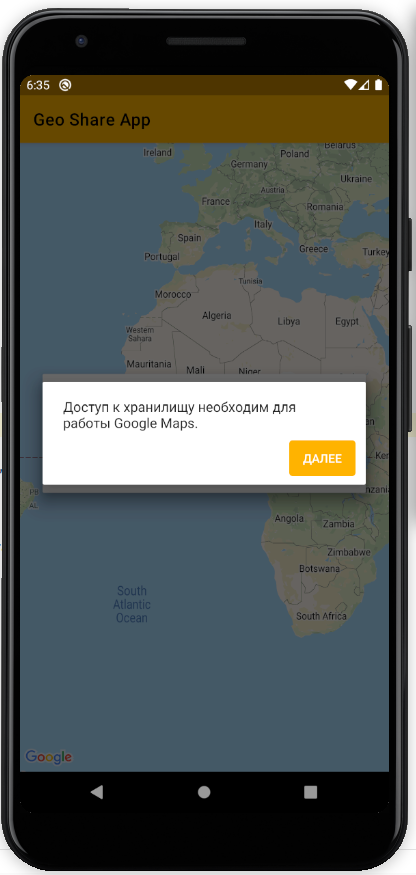 6:35
Geo Share App
Ireland
Belarus
Poland
Germany
Ukraine
Austria
France
Romania
Italy
Spain
Portugal
Greece
Turkey
Tunisia
Morocco
Algeria
Libya
Egypt
Western
Sahara
Mauritania
Mali
Niger
Доступ к хранилищу необходим для
работы Google Maps.
ДАЛЕЕ
Angola
Zambia
Zimbabwe
Botswana
South
Atlantic
Ocean
South Africa
Google